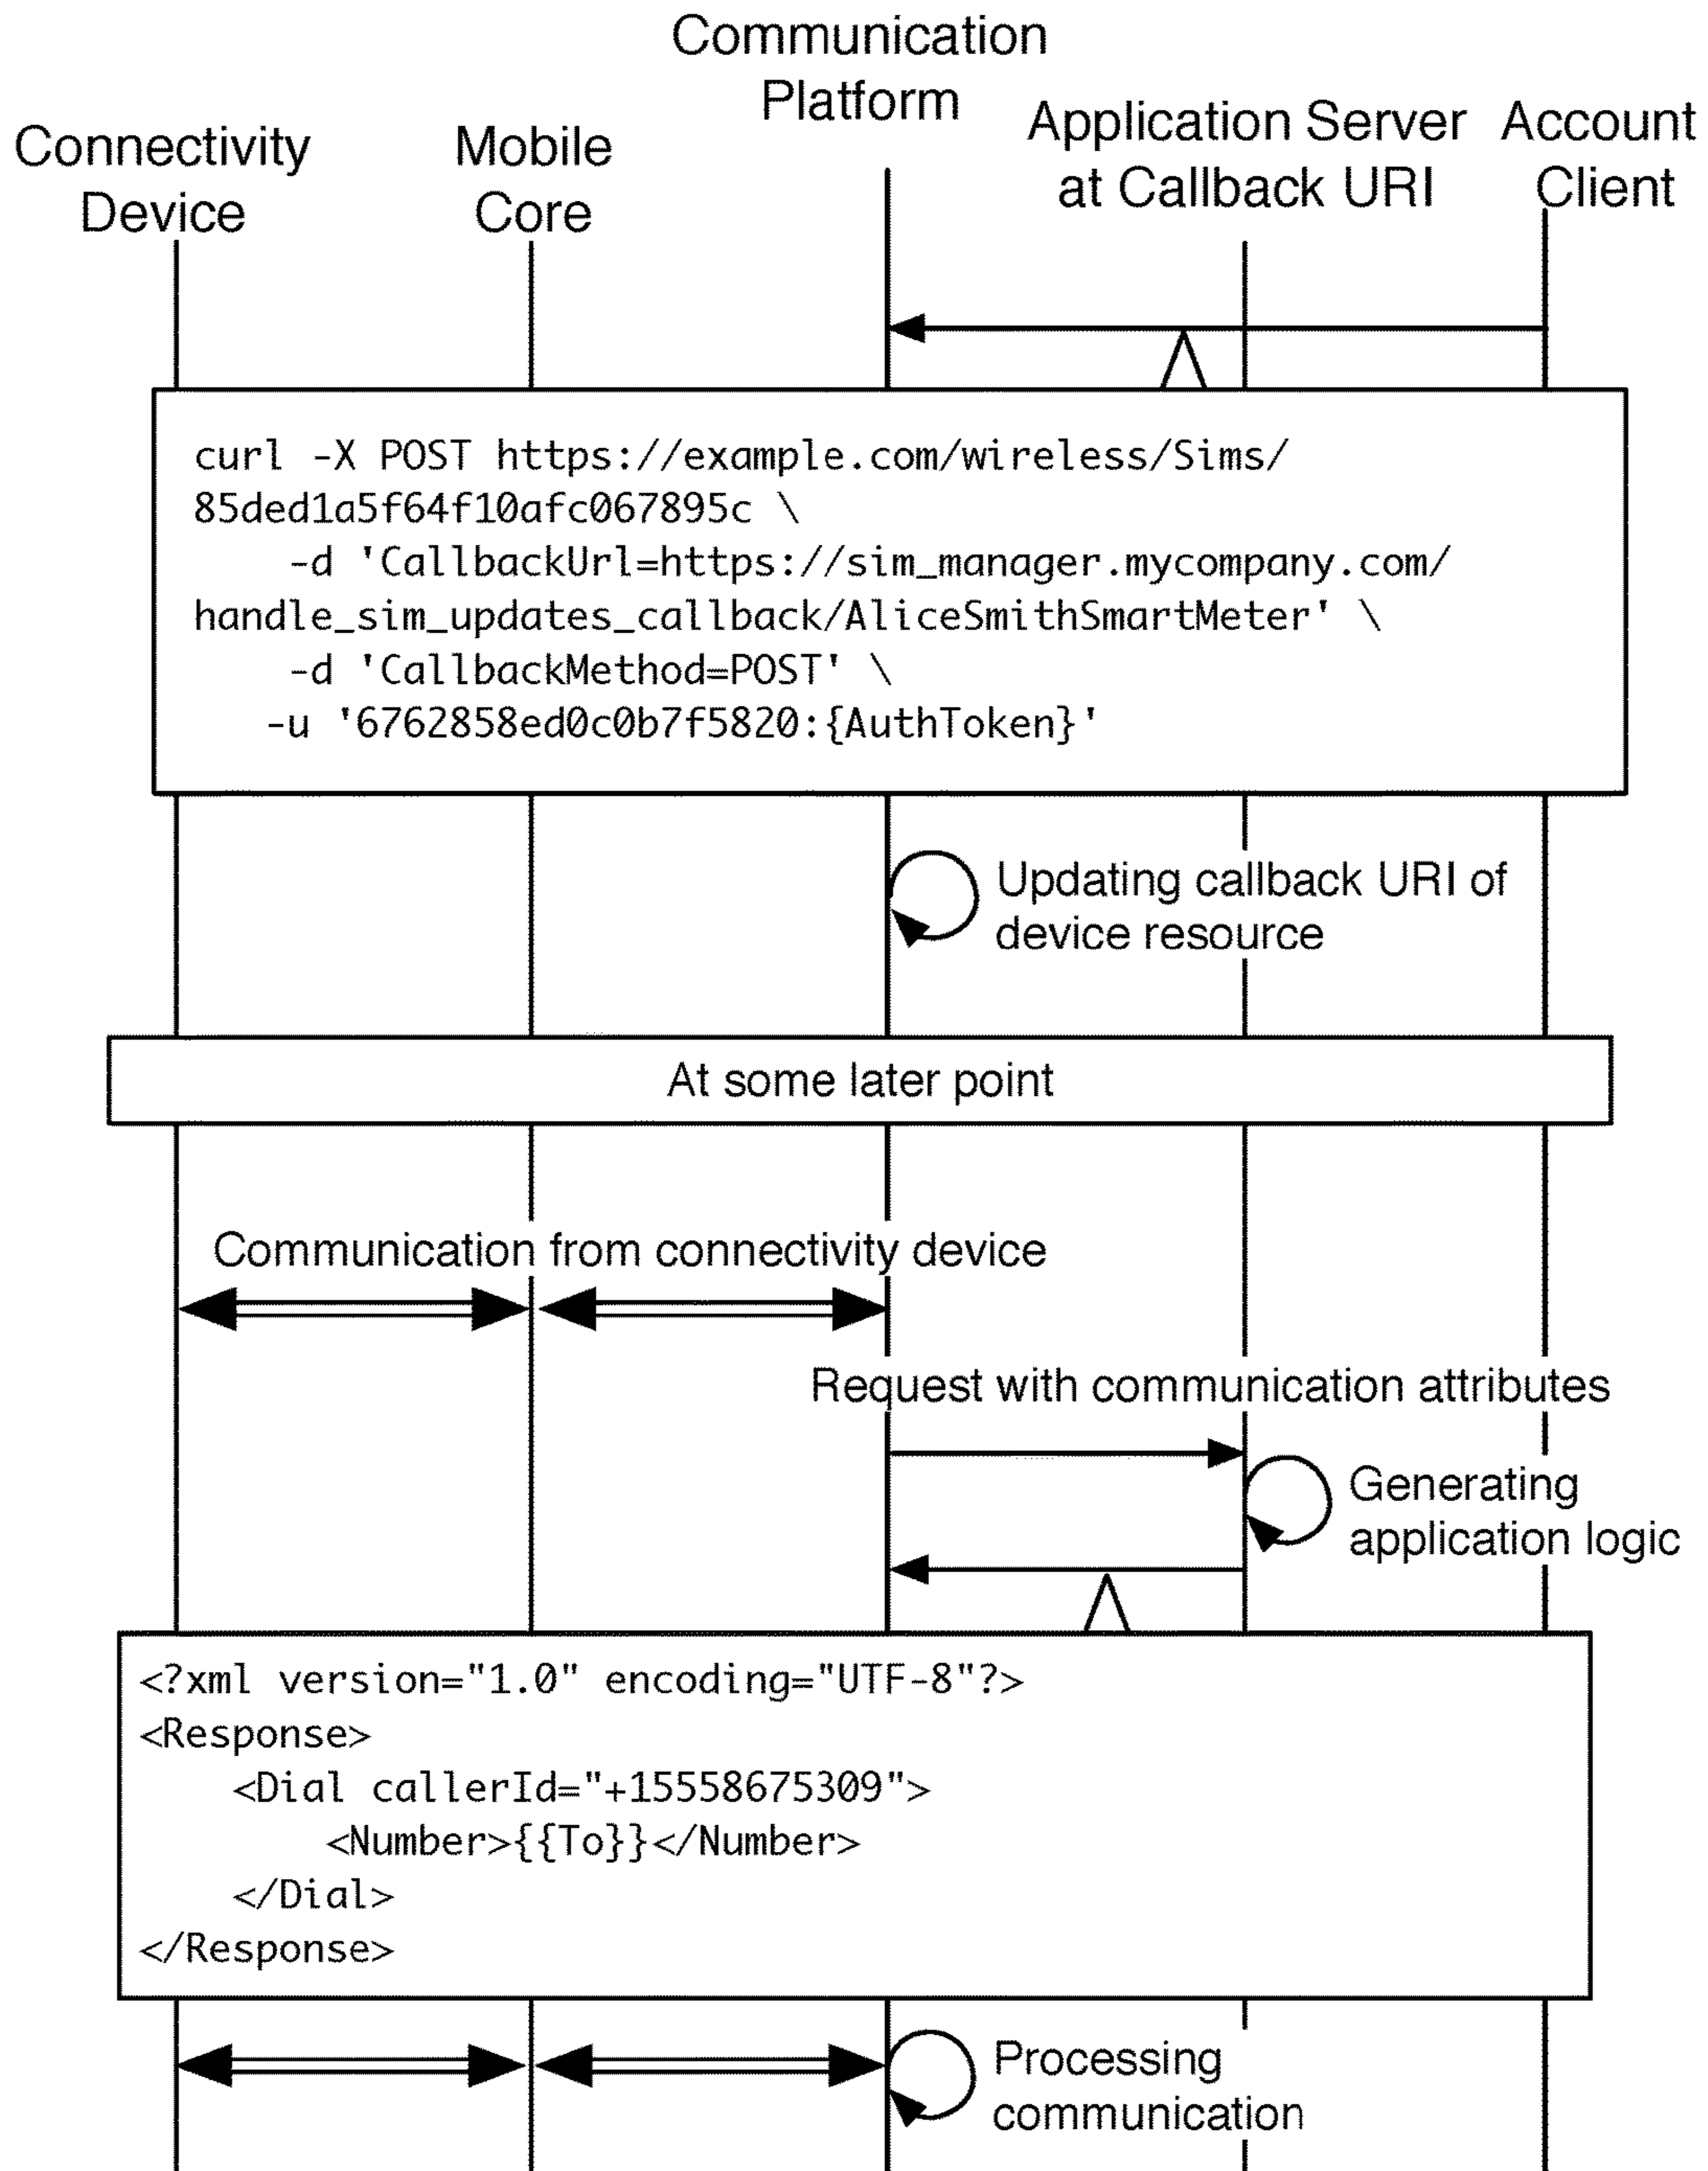 Communication
Platform
Connectivity
Device
Mobile
Core
Application Server
at Callback URI
Account
Client
curl -X POST https://example.com/wireless/Sims/
85ded1a5f64f10afc067895c \
    -d 'CallbackUrl=https://sim_manager.mycompany.com/
handle_sim_updates_callback/AliceSmithSmartMeter' \
    -d 'CallbackMethod=POST' \
   -u '6762858ed0c0b7f5820:{AuthToken}'
Updating callback URI of
device resource
At some later point
Communication from connectivity device
Request with communication attributes
Generating
application logic
<?xml version="1.0" encoding="UTF-8"?>
<Response>
    <Dial callerId="+15558675309">
        <Number>{{To}}</Number>
    </Dial>
</Response>
Processing
communication